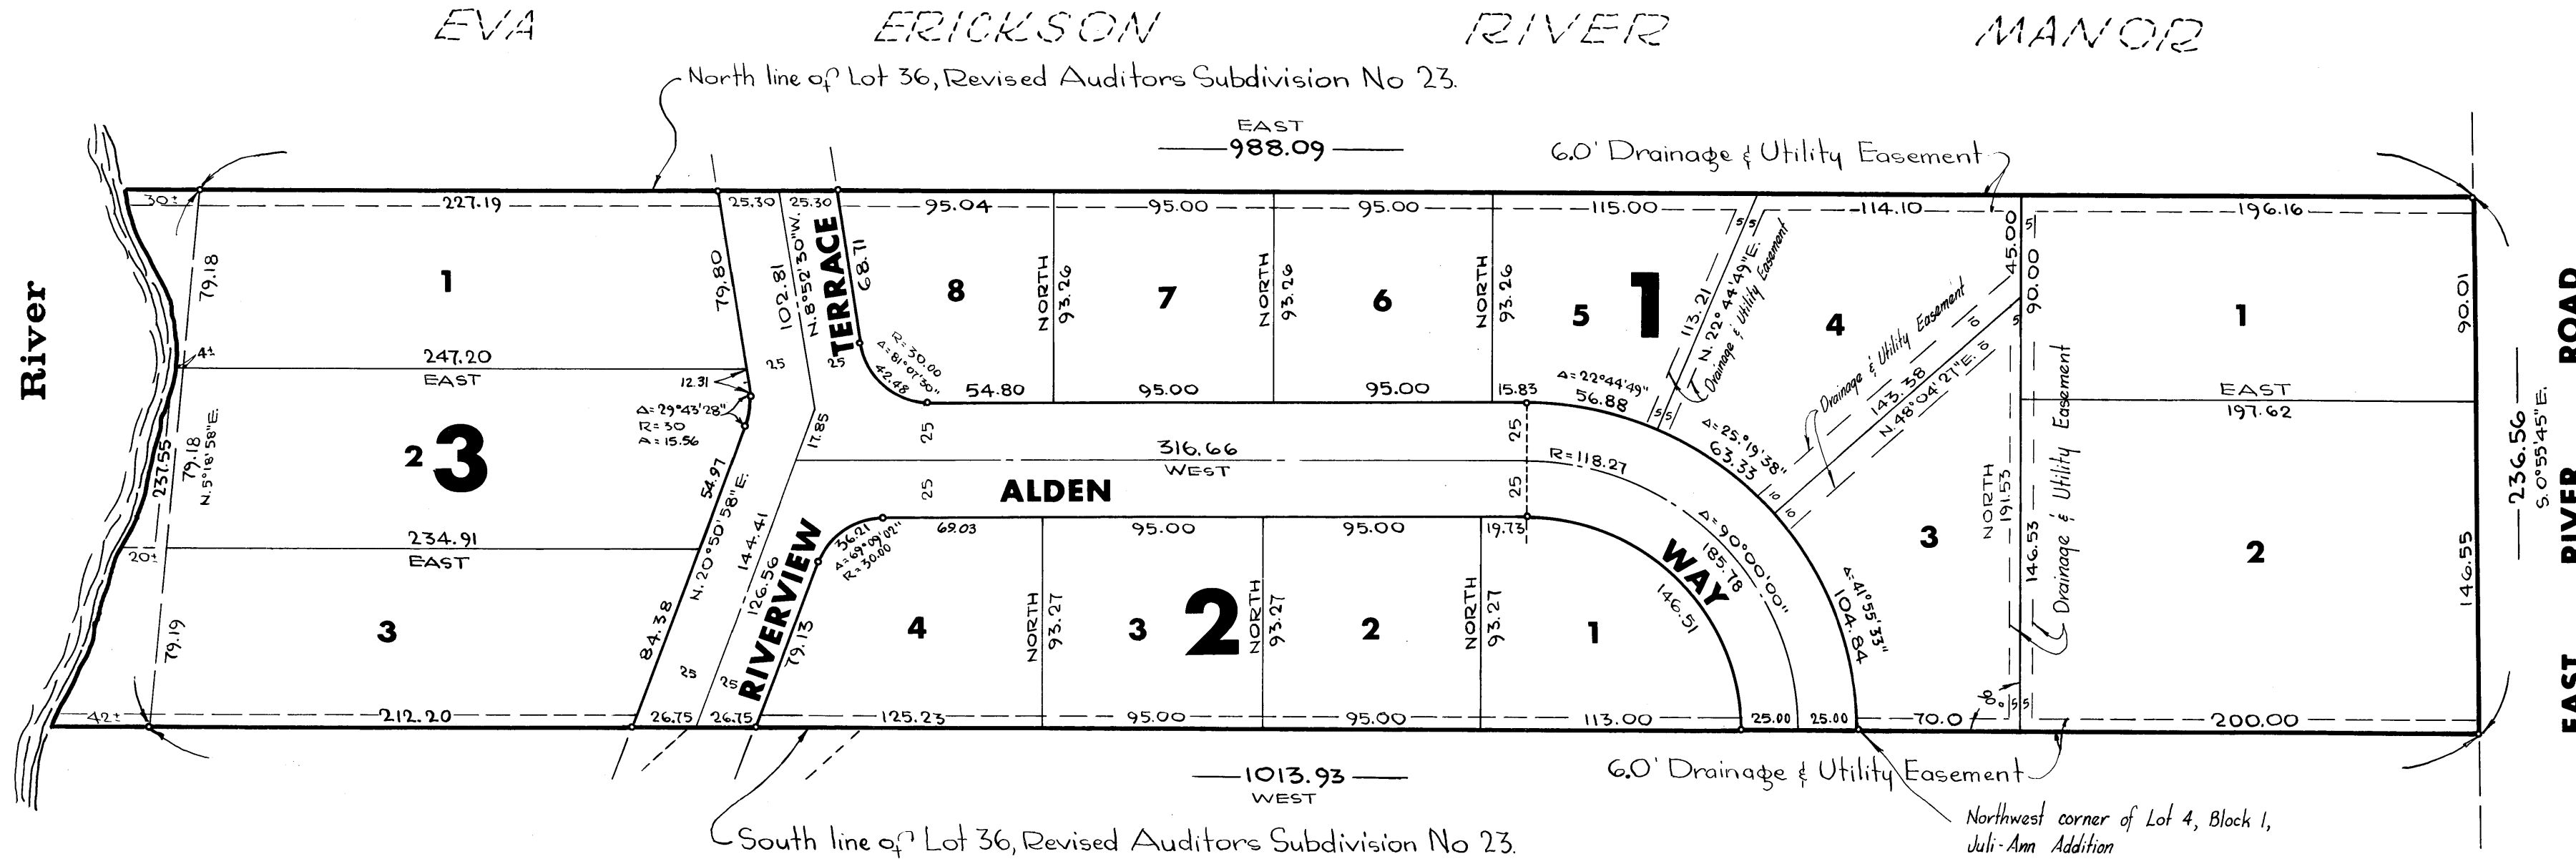 EVA ERICKSON RIVER MANOR
North line of Lot 36, Revised Auditors Subdivision No 23.
EAST
988.09
6.0' Drainage & Utility Easement
River
30±
227.19
25.30
25.30
95.04
95.00
95.00
115.00
5
5
114.10
5
196.16
79.18
1
79.80
102.81
N.8°52'30"W.
TERRACE
68.71
8
NORTH
93.26
7
NORTH
93.26
6
NORTH
93.26
5
1
113.21
N. 22° 44' 49"E.
Drainage & Utility Easement
4
45.00
90.00
1
90.01
4±
247.20
EAST
12.31
25
25
R=30.00
Δ=81°07'30"
42.48
54.80
95.00
95.00
15.83
Δ=22°44'49"
56.88
5
5
Drainage & Utility Easement
143.38
N. 48° 04' 27"E.
10
10
5
EAST
197.62
236.56
S.0°55'45"E.
EAST RIVER ROAD
Δ=29°43'28"
R=30
A=15.56
2
3
237.55
79.18
N.5°18'58"E.
54.97
17.85
25
25
316.66
WEST
ALDEN
25
25
R=118.27
Δ=25°19'38"
63.33
10
10
NORTH
191.53
146.53
Drainage & Utility Easement
234.91
EAST
20±
N. 20°50'58"E.
144.41
126.56
RIVERVIEW
36.21
Δ=69°09'02"
R=30.00
69.03
95.00
95.00
19.73
WAY
Δ=90°00'00"
185.78
146.51
Δ=41°55'33"
104.84
3
2
146.55
79.19
3
84.38
79.13
4
NORTH
93.27
3
2
NORTH
93.27
2
NORTH
93.27
1
25
25
42±
212.20
26.75
26.75
125.23
95.00
95.00
113.00
25.00
25.00
70.0
5
5
200.00
1013.93
WEST
6.0' Drainage & Utility Easement
South line of Lot 36, Revised Auditors Subdivision No 23.
Northwest corner of Lot 4, Block 1,
Juli-Ann Addition